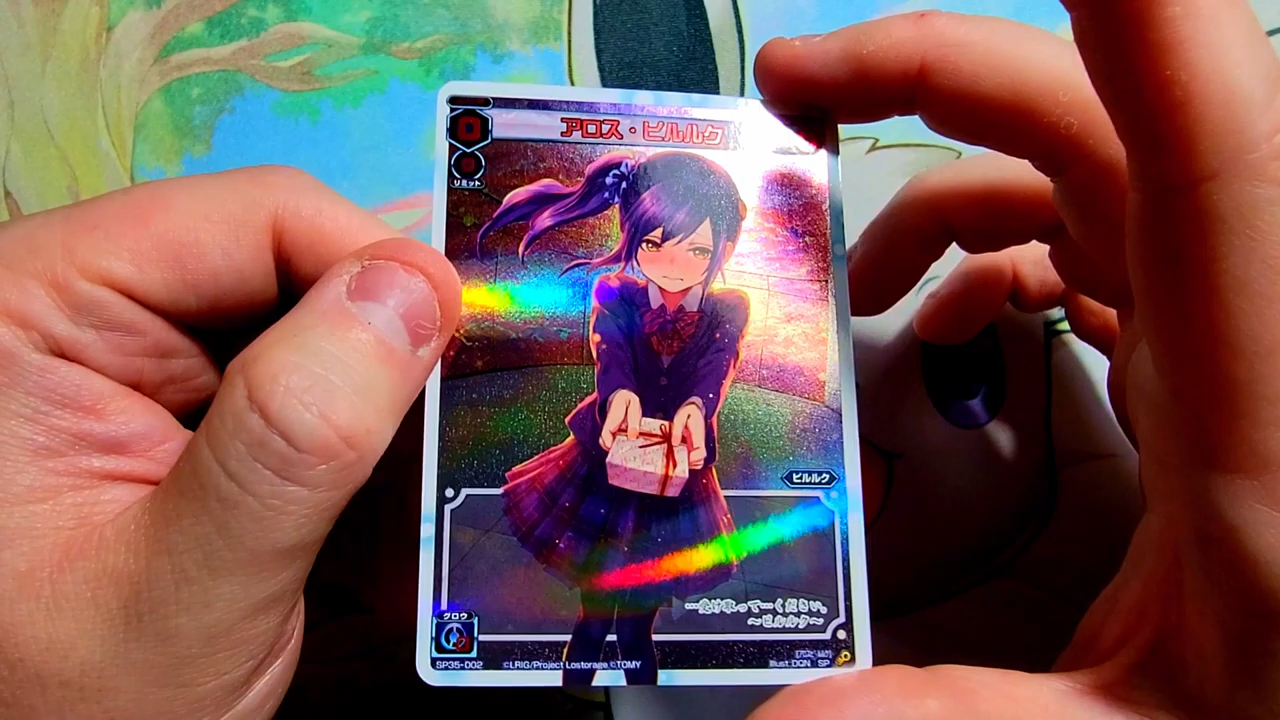 0
アロス・ピルルク
0
リミット
ピルルク
…受け取って…ください。
～ピルルク～
グロウ
0
SP35-002
©LRIG/Project Lostorage ©TOMY
Illust.DQN
SP